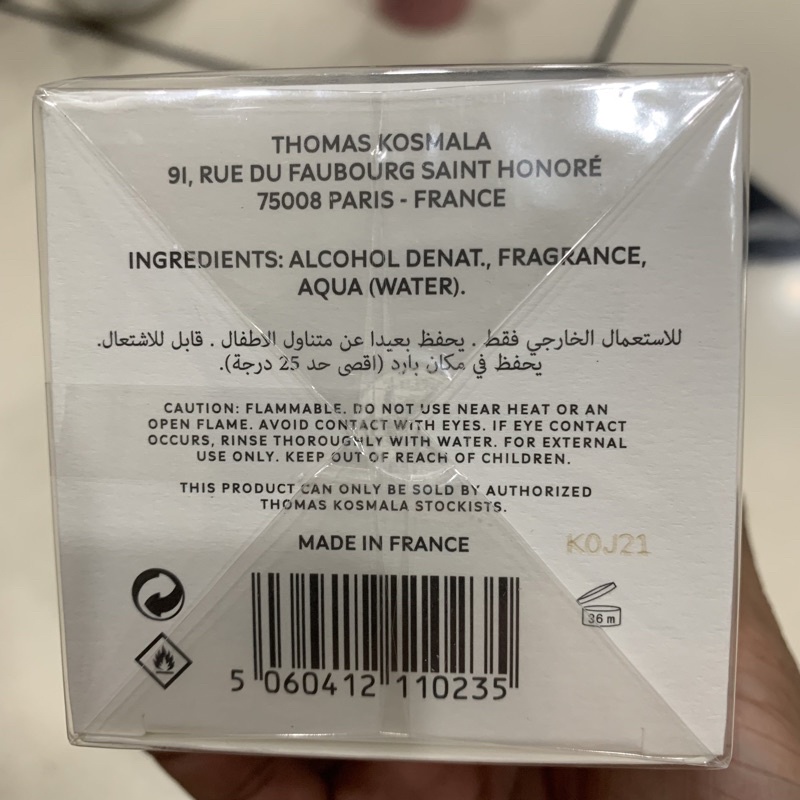 THOMAS KOSMALA
91, RUE DU FAUBOURG SAINT HONORÉ
75008 PARIS - FRANCE
INGREDIENTS: ALCOHOL DENAT., FRAGRANCE,
AQUA (WATER).
للاستعمال الخارجي فقط . يحفظ بعيدا عن متناول الاطفال . قابل للاشتعال.
يحفظ في مكان بارد (اقصى حد 25 درجة).
CAUTION: FLAMMABLE. DO NOT USE NEAR HEAT OR AN
OPEN FLAME. AVOID CONTACT WITH EYES. IF EYE CONTACT
OCCURS, RINSE THOROUGHLY WITH WATER. FOR EXTERNAL
USE ONLY. KEEP OUT OF REACH OF CHILDREN.
THIS PRODUCT CAN ONLY BE SOLD BY AUTHORIZED
THOMAS KOSMALA STOCKISTS.
MADE IN FRANCE
K0J21
36 m
5 060412 110235